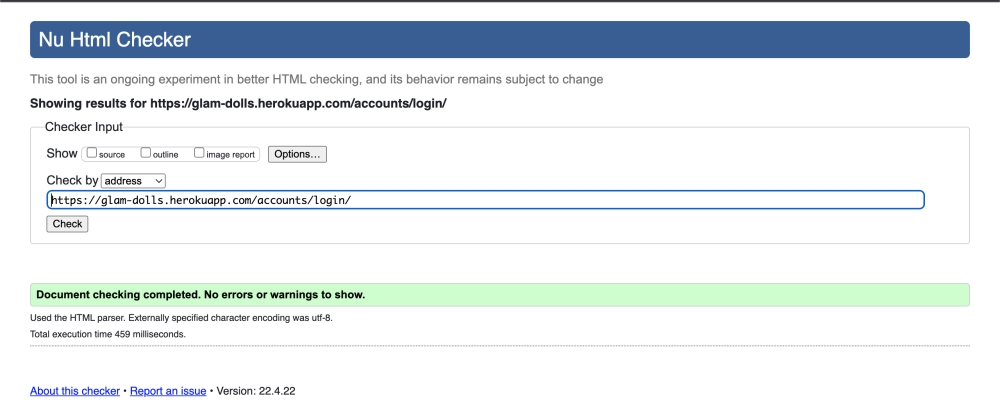 Nu Html Checker
This tool is an ongoing experiment in better HTML checking, and its behavior remains subject to change
Showing results for https://glam-dolls.herokuapp.com/accounts/login/
Checker Input
Show source outline image report Options...
Check by address
https://glam-dolls.herokuapp.com/accounts/login/
Check
Document checking completed. No errors or warnings to show.
Used the HTML parser. Externally specified character encoding was utf-8.
Total execution time 459 milliseconds.
About this checker • Report an issue • Version: 22.4.22